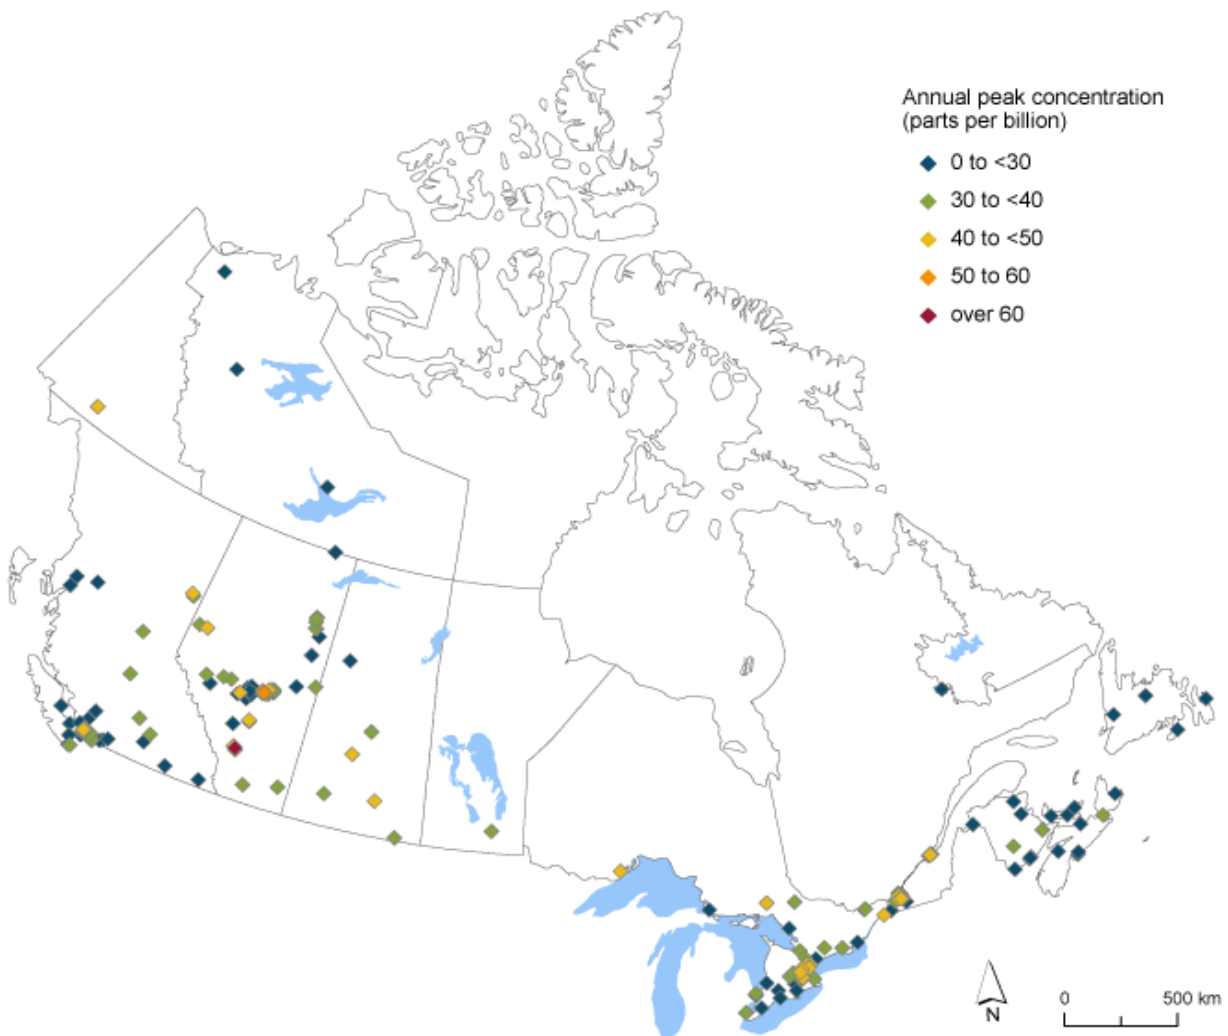 Annual peak concentration
(parts per billion)
0 to <30
30 to <40
40 to <50
50 to 60
over 60
N
0
500 km